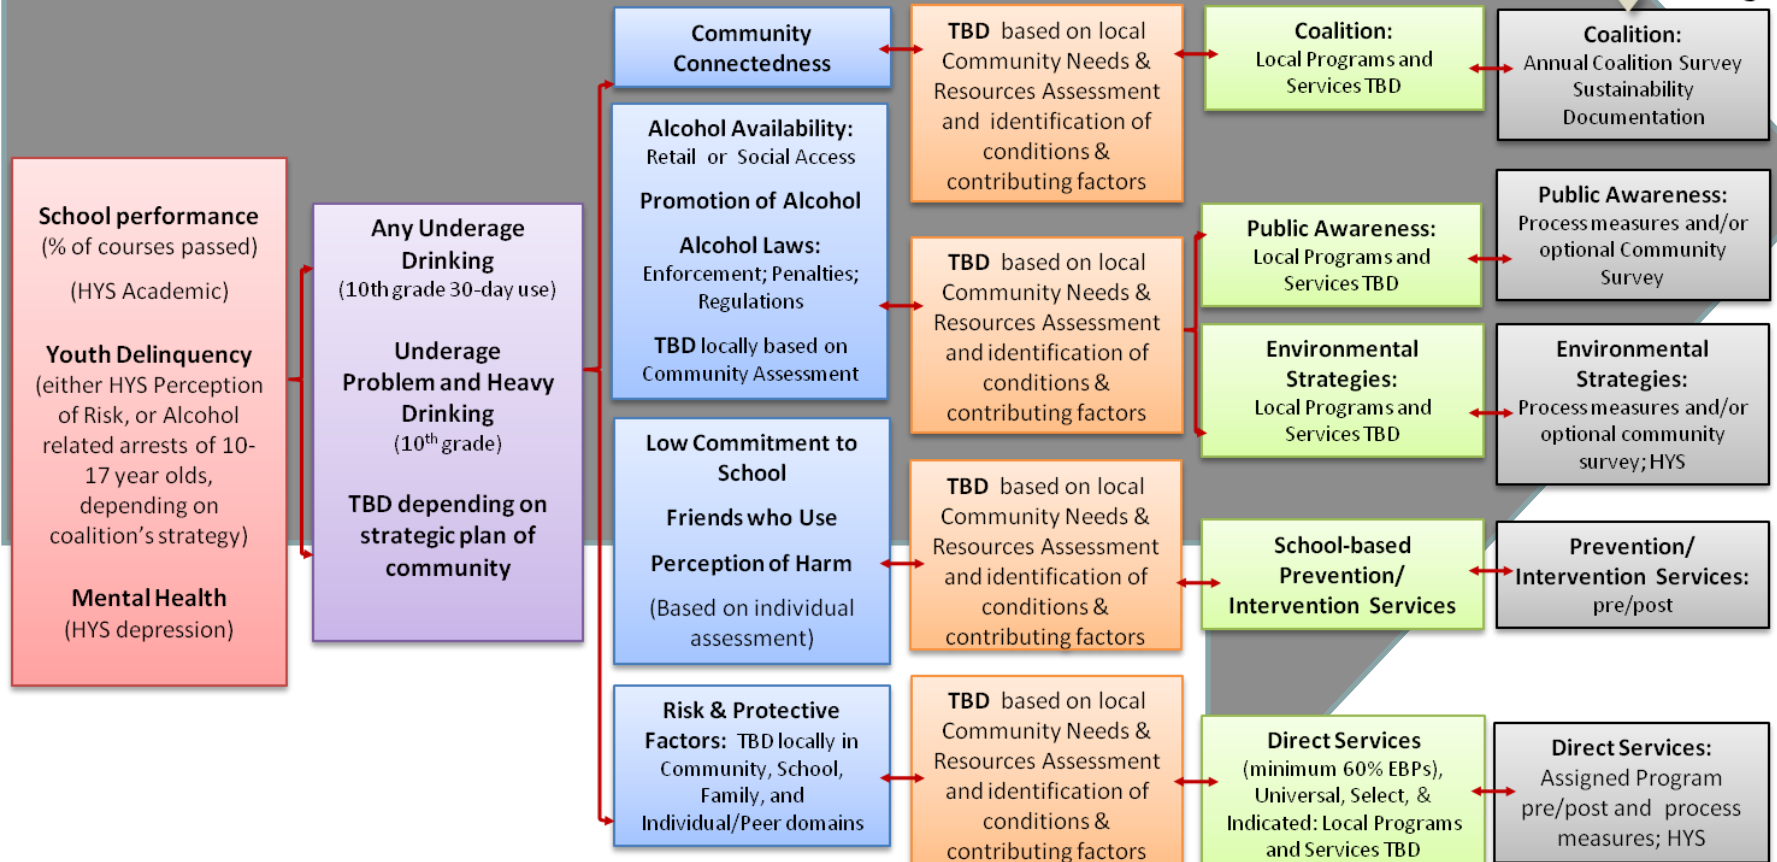 School performance
(% of courses passed)
(HYS Academic)
Youth Delinquency
(either HYS Perception
of Risk, or Alcohol
related arrests of 10-
17 year olds,
depending on
coalition's strategy)
Mental Health
(HYS depression)
Any Underage
Drinking
(10th grade 30-day use)
Underage
Problem and Heavy
Drinking
(10th grade)
TBD depending on
strategic plan of
community
Community
Connectedness
Alcohol Availability:
Retail or Social Access
Promotion of Alcohol
Alcohol Laws:
Enforcement; Penalties;
Regulations
TBD locally based on
Community Assessment
Low Commitment to
School
Friends who Use
Perception of Harm
(Based on individual
assessment)
Risk & Protective
Factors: TBD locally in
Community, School,
Family, and
Individual/Peer domains
TBD based on local
Community Needs &
Resources Assessment
and identification of
conditions &
contributing factors
TBD based on local
Community Needs &
Resources Assessment
and identification of
conditions &
contributing factors
TBD based on local
Community Needs &
Resources Assessment
and identification of
conditions &
contributing factors
TBD based on local
Community Needs &
Resources Assessment
and identification of
conditions &
contributing factors
Coalition:
Local Programs and
Services TBD
Public Awareness:
Local Programs and
Services TBD
Environmental
Strategies:
Local Programs and
Services TBD
School-based
Prevention/
Intervention Services
Direct Services
(minimum 60% EBPs),
Universal, Select, &
Indicated: Local Programs
and Services TBD
Coalition:
Annual Coalition Survey
Sustainability
Documentation
Public Awareness:
Process measures and/or
optional Community
Survey
Environmental
Strategies:
Process measures and/or
optional community
survey; HYS
Prevention/
Intervention Services:
pre/post
Direct Services:
Assigned Program
pre/post and process
measures; HYS